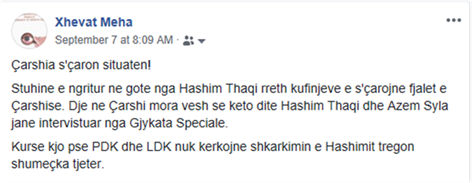 Xhevat Meha
September 7 at 8:09 AM ·
Çarshia s'çaron situaten!
Stuhine e ngritur ne gote nga Hashim Thaqi rreth kufinjeve e s'çarojne fjalet e
Çarshise. Dje ne Çarshi mora vesh se keto dite Hashim Thaqi dhe Azem Syla
jane intervistuar nga Gjykata Speciale.
Kurse kjo pse PDK dhe LDK nuk kerkojne shkarkimin e Hashimit tregon
shumeçka tjeter.